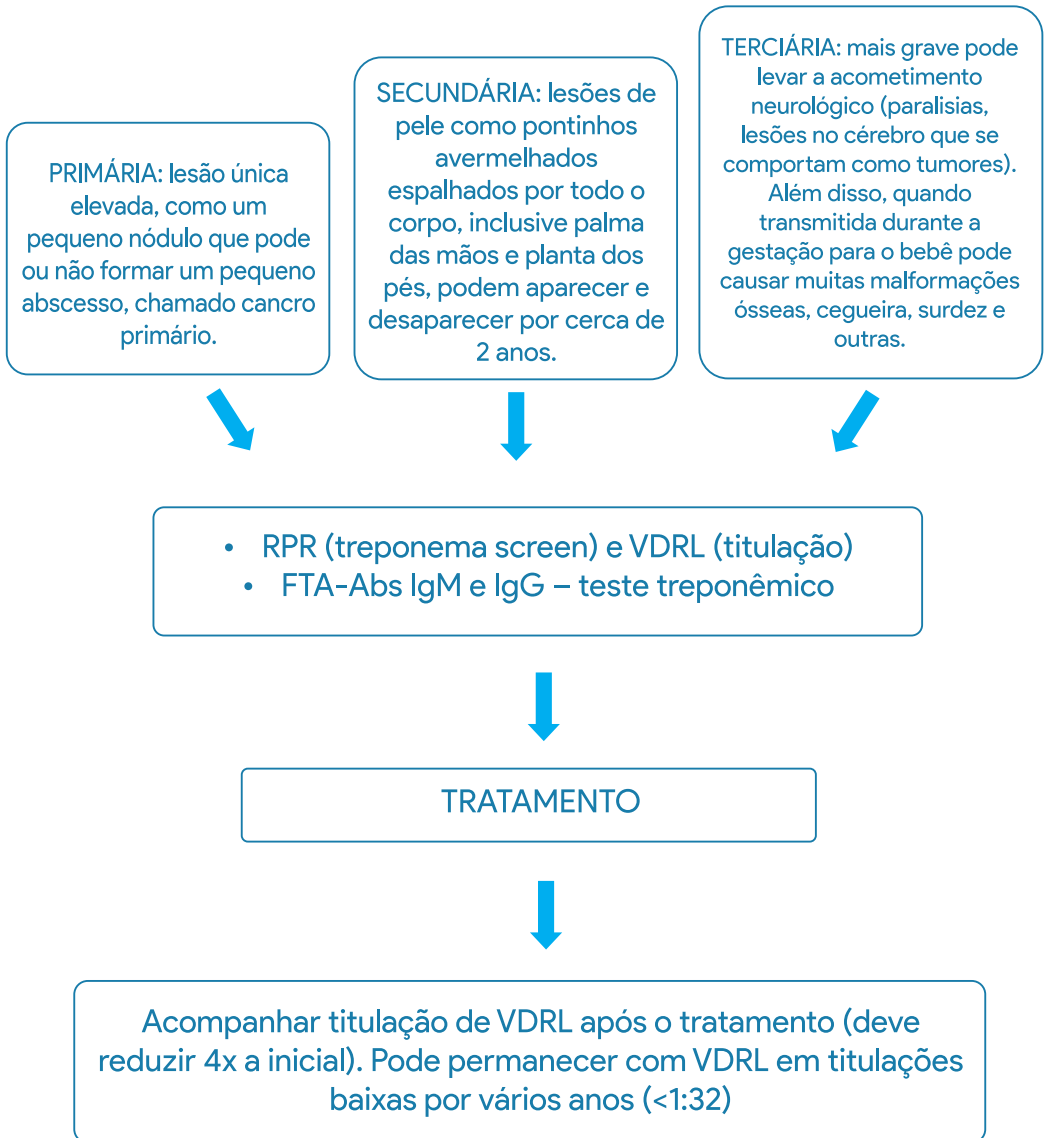 PRIMÁRIA: lesão única
elevada, como um
pequeno nódulo que pode
ou não formar um pequeno
abscesso, chamado cancro
primário.
SECUNDÁRIA: lesões de
pele como pontinhos
avermelhados
espalhados por todo o
corpo, inclusive palma
das mãos e planta dos
pés, podem aparecer e
desaparecer por cerca de
2 anos.
TERCIÁRIA: mais grave pode
levar a acometimento
neurológico (paralisias,
lesões no cérebro que se
comportam como tumores).
Além disso, quando
transmitida durante a
gestação para o bebê pode
causar muitas malformações
ósseas, cegueira, surdez e
outras.
• RPR (treponema screen) e VDRL (titulação)
• FTA-Abs IgM e IgG – teste treponêmico
TRATAMENTO
Acompanhar titulação de VDRL após o tratamento (deve
reduzir 4x a inicial). Pode permanecer com VDRL em titulações
baixas por vários anos (<1:32)